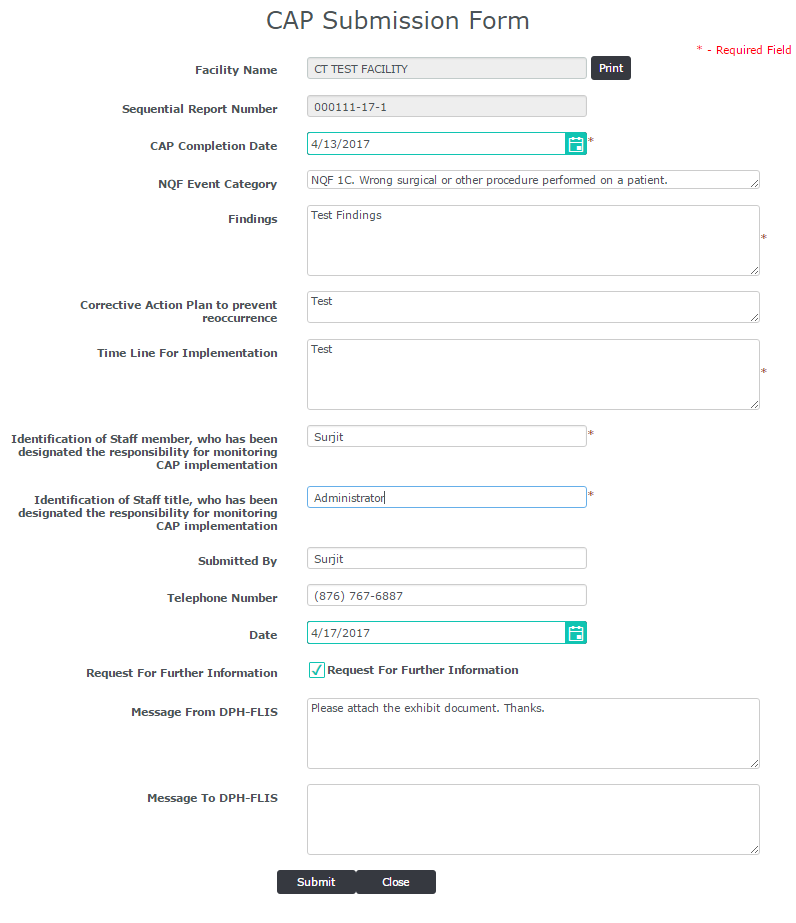 CAP Submission Form
* - Required Field
Facility Name CT TEST FACILITY Print
Sequential Report Number 000111-17-1
CAP Completion Date 4/13/2017 *
NQF Event Category NQF 1C. Wrong surgical or other procedure performed on a patient.
Findings Test Findings *
Corrective Action Plan to prevent Test
reoccurrence
Time Line For Implementation Test *
Identification of Staff member, who has been Surjit *
designated the responsibility for monitoring
CAP implementation
Identification of Staff title, who has been Administrator *
designated the responsibility for monitoring
CAP implementation
Submitted By Surjit
Telephone Number (876) 767-6887
Date 4/17/2017
Request For Further Information Request For Further Information
Message From DPH-FLIS Please attach the exhibit document. Thanks.
Message To DPH-FLIS
Submit Close